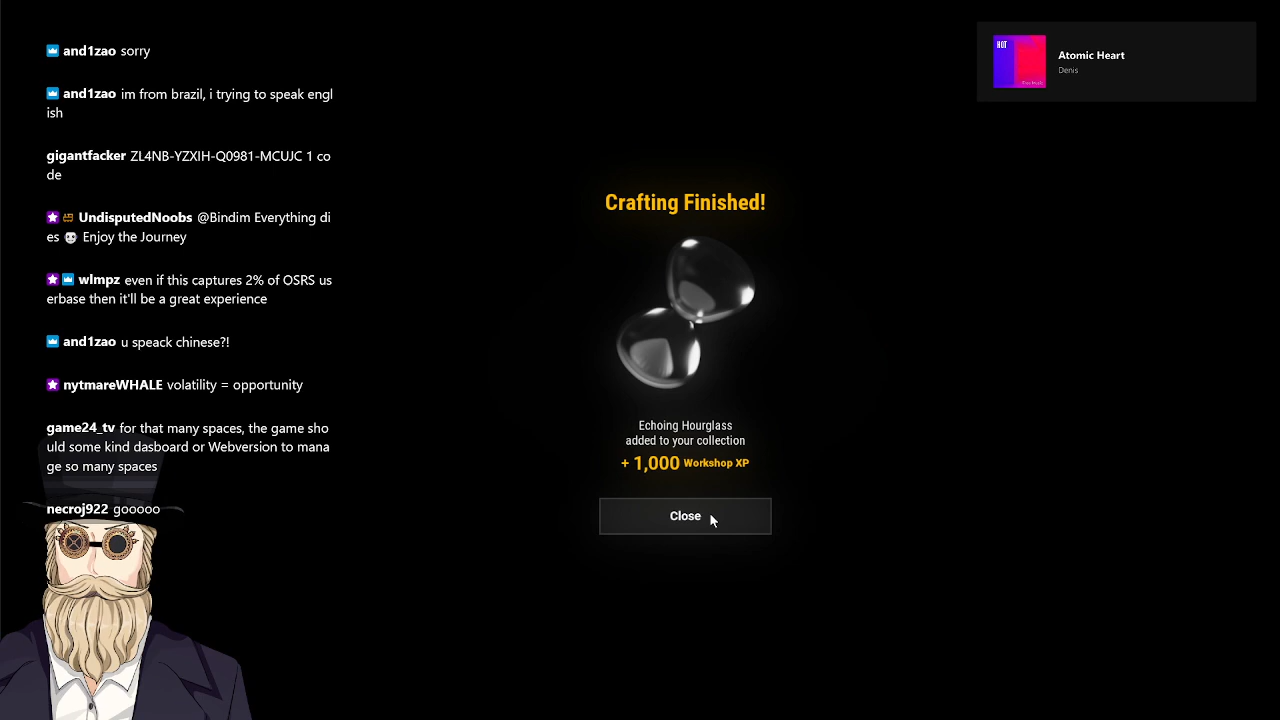 and1zao sorry
and1zao im from brazil, i trying to speak engl
ish
gigantfacker ZL4NB-YZXIH-Q0981-MCUJC 1 co
de
UndisputedNoobs @Bindim Everything di
es Enjoy the Journey
wlmpz even if this captures 2% of OSRS us
erbase then it'll be a great experience
and1zao u speack chinese?!
nytmareWHALE volatility = opportunity
game24_tv for that many spaces, the game sho
uld some kind dasboard or Webversion to mana
ge so many spaces
necroj922 gooooo
Crafting Finished!
Echoing Hourglass
added to your collection
+ 1,000 Workshop XP
Close
HOT
Atomic Heart
Denis